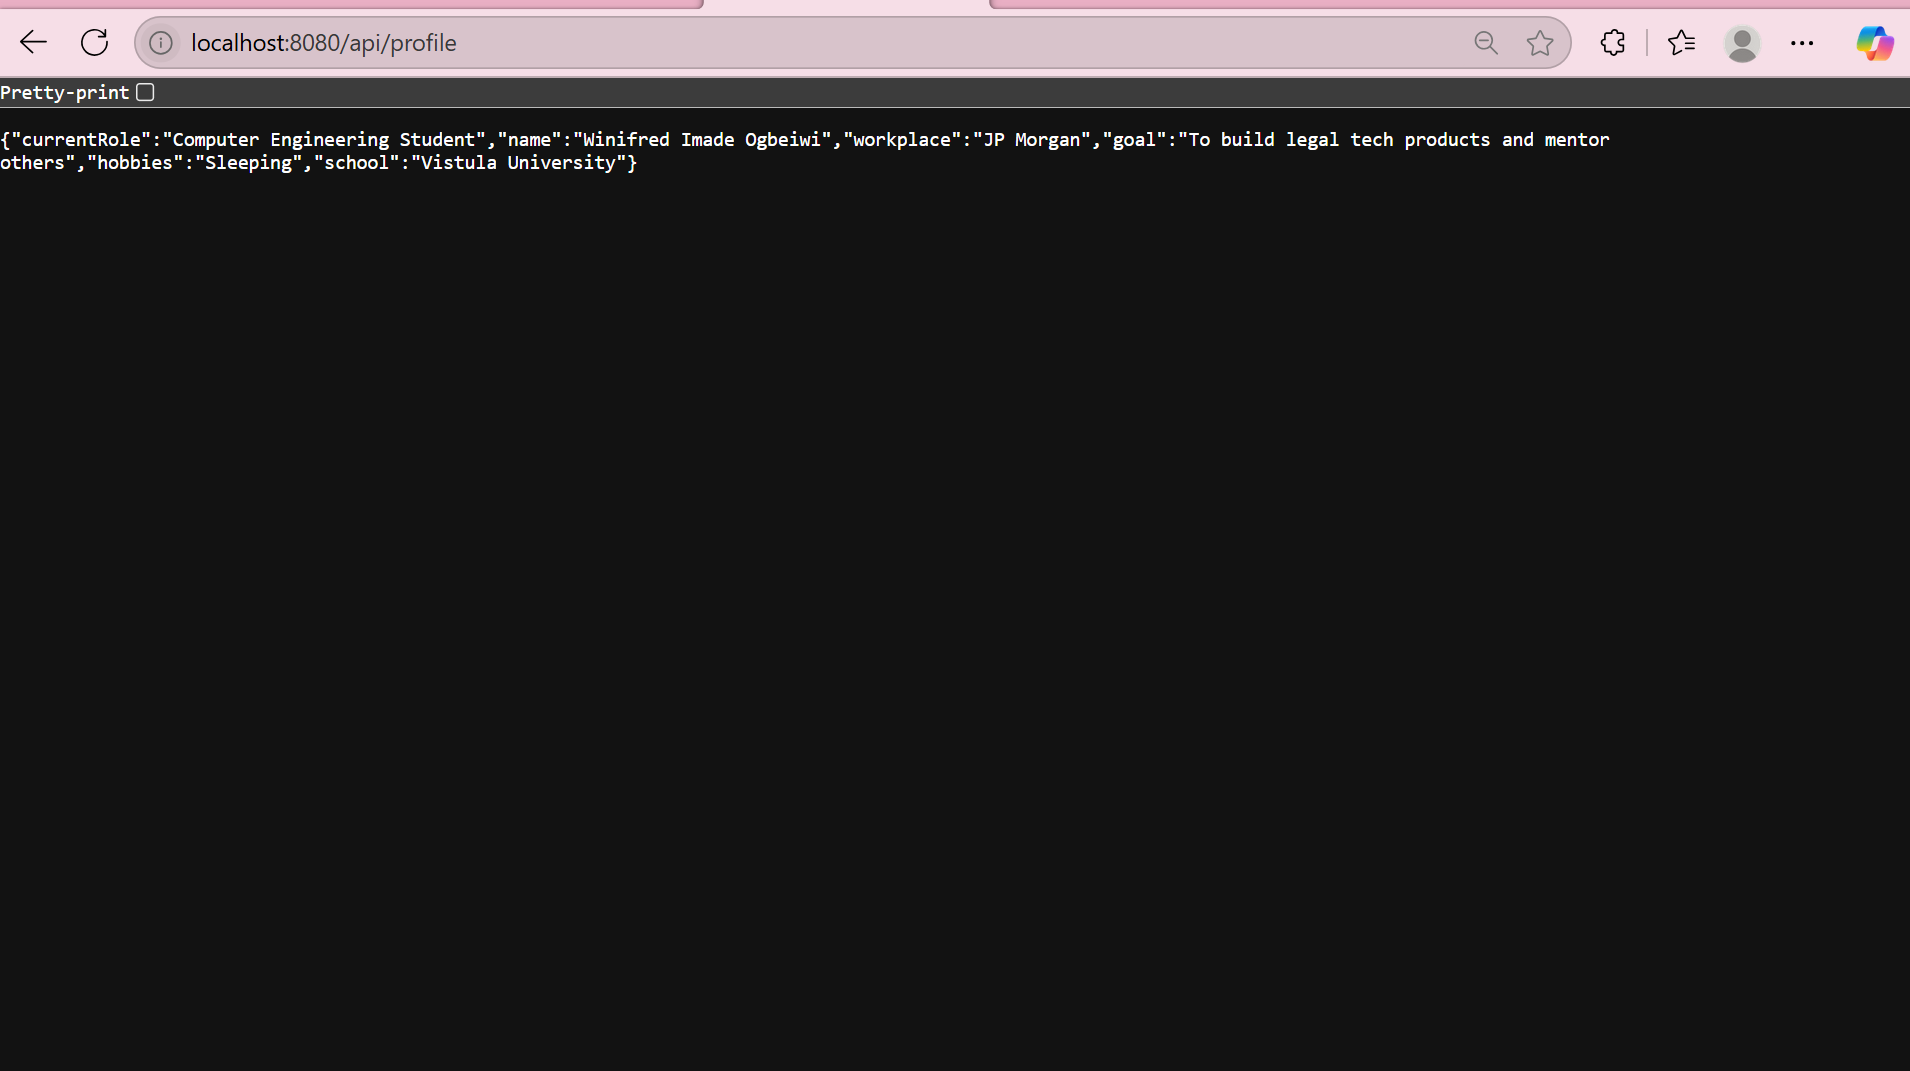 localhost:8080/api/profile
Pretty-print
{"currentRole":"Computer Engineering Student","name":"Winifred Imade Ogbeiwi","workplace":"JP Morgan","goal":"To build legal tech products and mentor
others","hobbies":"Sleeping","school":"Vistula University"}